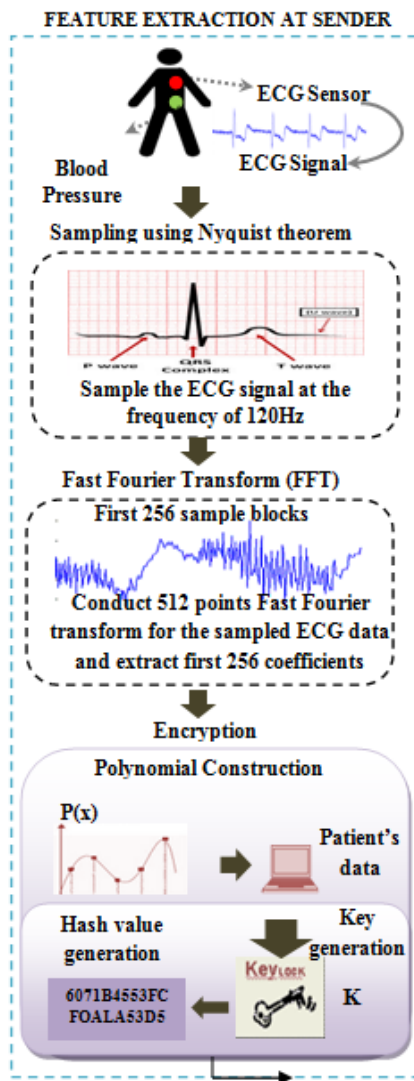 FEATURE EXTRACTION AT SENDER
ECG Sensor
ECG Signal
Blood
Pressure
Sampling using Nyquist theorem
P wave
QRS
Complex
T wave
Sample the ECG signal at the
frequency of 120Hz
Fast Fourier Transform (FFT)
First 256 sample blocks
Conduct 512 points Fast Fourier
transform for the sampled ECG data
and extract first 256 coefficients
Encryption
Polynomial Construction
P(x)
Patient's
data
Hash value
generation
Key
generation
6071B4553FC
FOALA53D5
Key LOCK
K